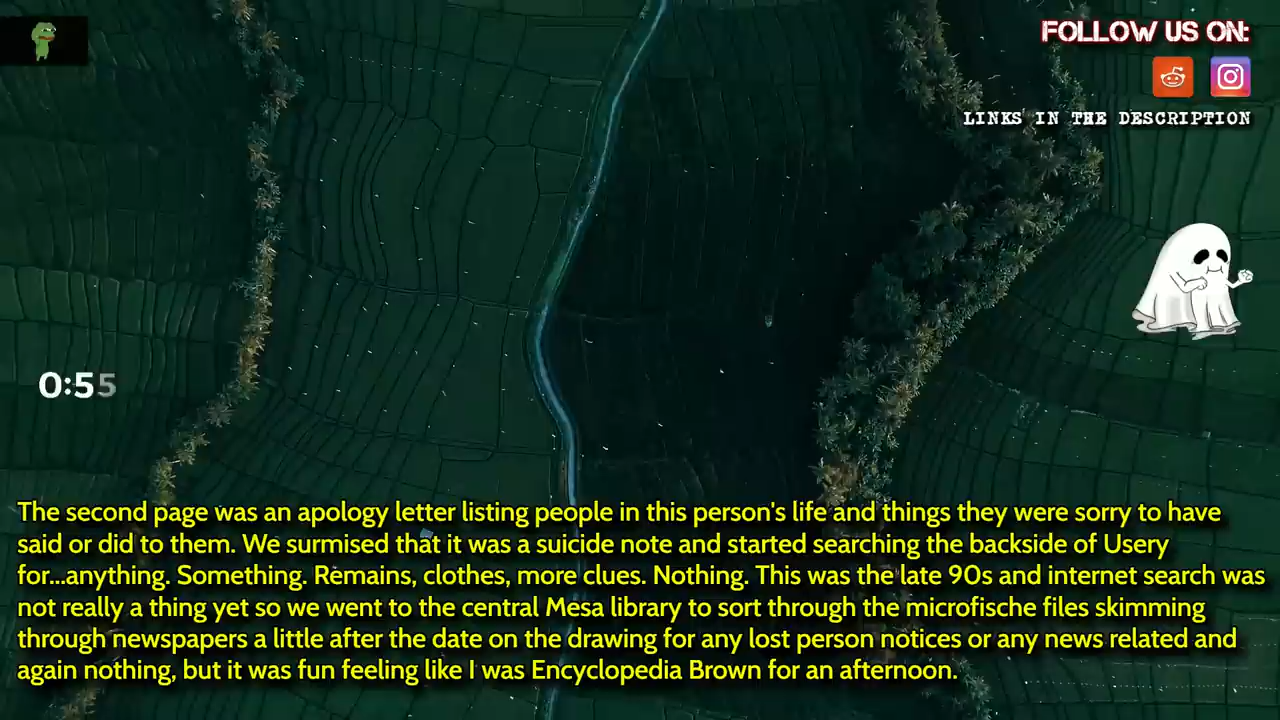 FOLLOW US ON:
LINKS IN THE DESCRIPTION
0:55
The second page was an apology letter listing people in this person's life and things they were sorry to have
said or did to them. We surmised that it was a suicide note and started searching the backside of Usery
for...anything. Something. Remains, clothes, more clues. Nothing. This was the late 90s and internet search was
not really a thing yet so we went to the central Mesa library to sort through the microfische files skimming
through newspapers a little after the date on the drawing for any lost person notices or any news related and
again nothing, but it was fun feeling like I was Encyclopedia Brown for an afternoon.